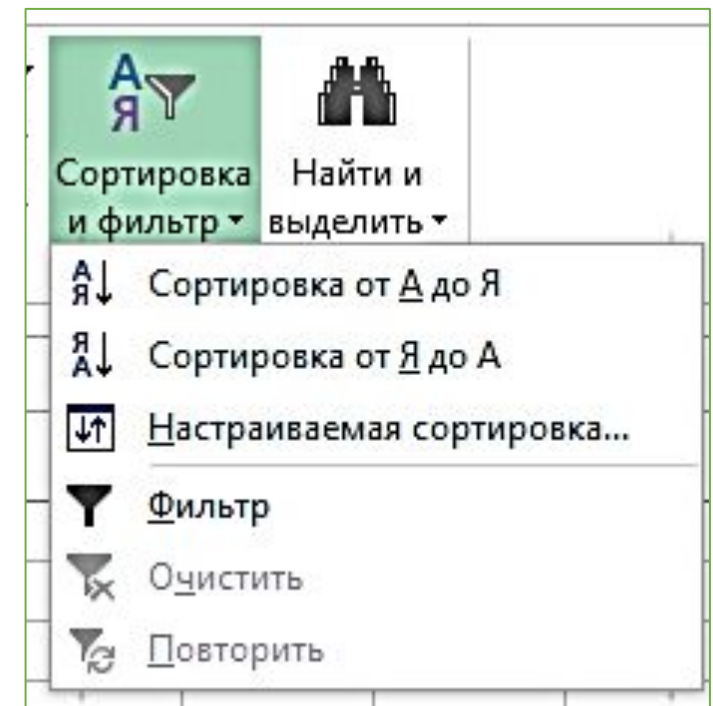 Сортировка
и фильтр
Найти и
выделить
Сортировка от А до Я
Сортировка от Я до А
Настраиваемая сортировка...
Фильтр
Очистить
Повторить